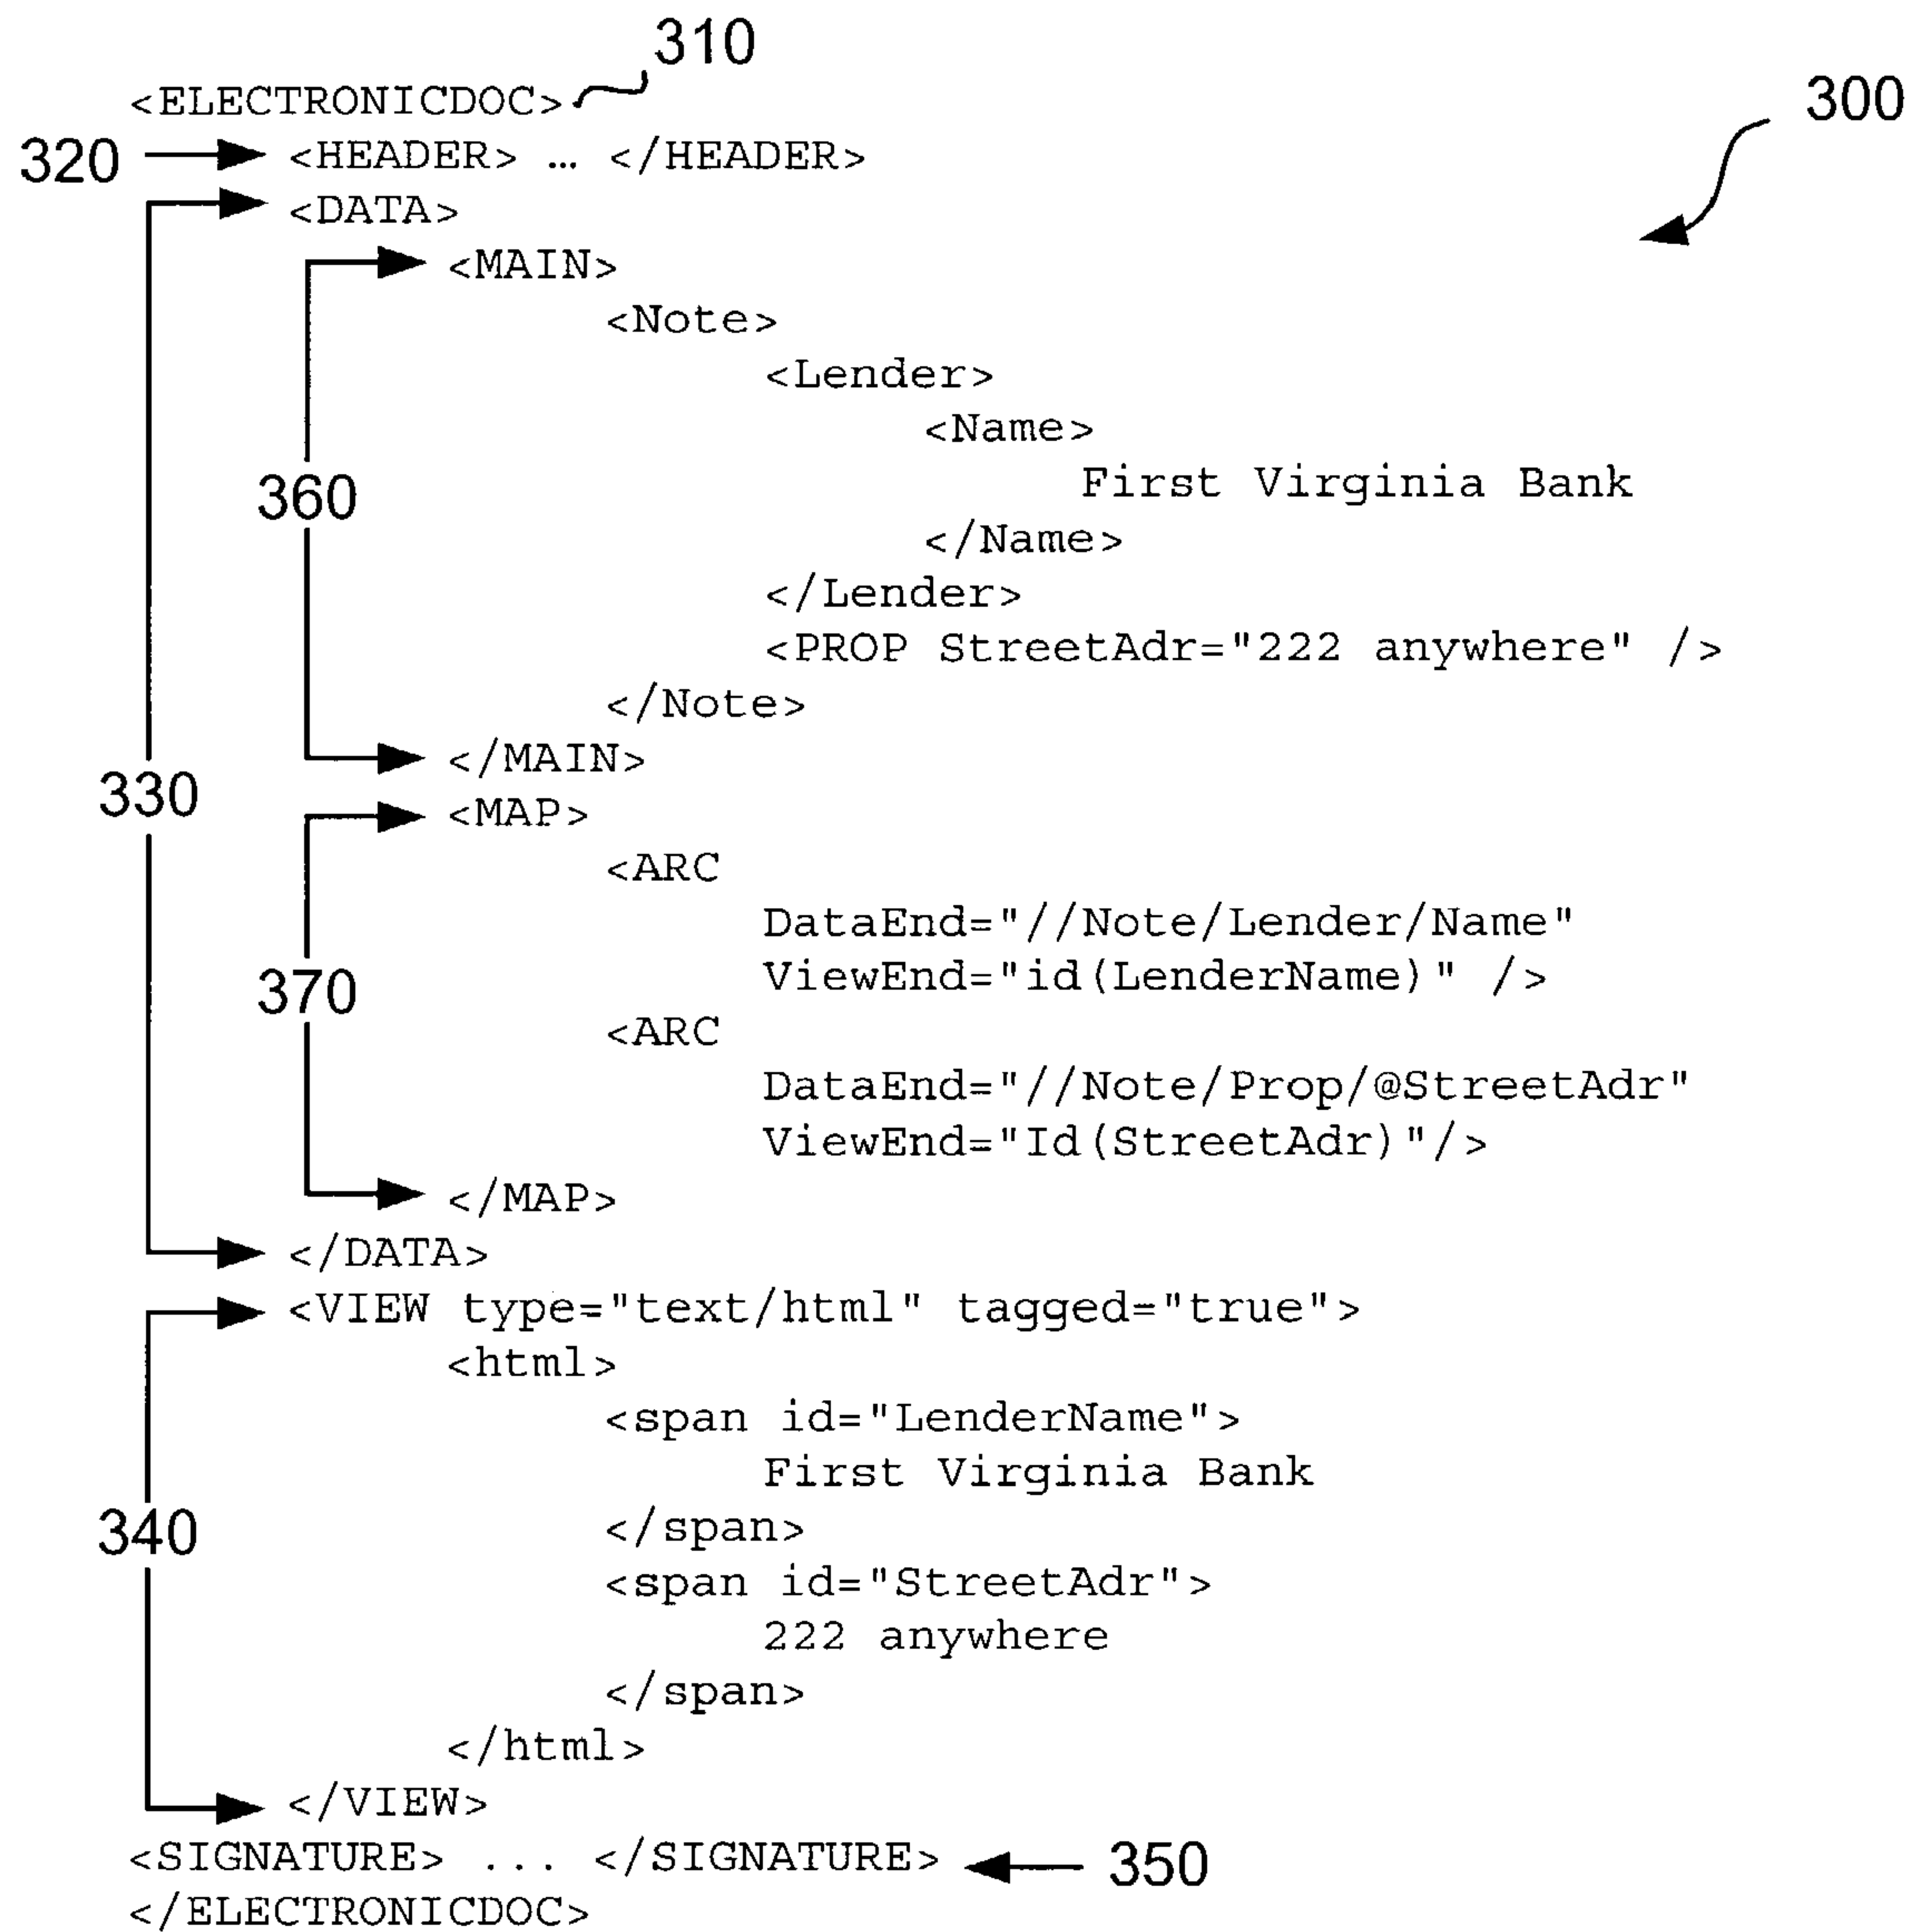 310
<ELECTRONICDOC>
300
320 <HEADER> … </HEADER>
<DATA>
<MAIN>
<Note>
<Lender>
<Name>
360 First Virginia Bank
</Name>
</Lender>
<PROP StreetAdr="222 anywhere" />
</Note>
</MAIN>
330
<MAP>
<ARC
DataEnd="//Note/Lender/Name"
370 ViewEnd="id(LenderName)" />
<ARC
DataEnd="//Note/Prop/@StreetAdr"
ViewEnd="Id(StreetAdr)"/>
</MAP>
</DATA>
<VIEW type="text/html" tagged="true">
<html>
<span id="LenderName">
First Virginia Bank
340 </span>
<span id="StreetAdr">
222 anywhere
</span>
</html>
</VIEW>
<SIGNATURE> ... </SIGNATURE> 350
</ELECTRONICDOC>